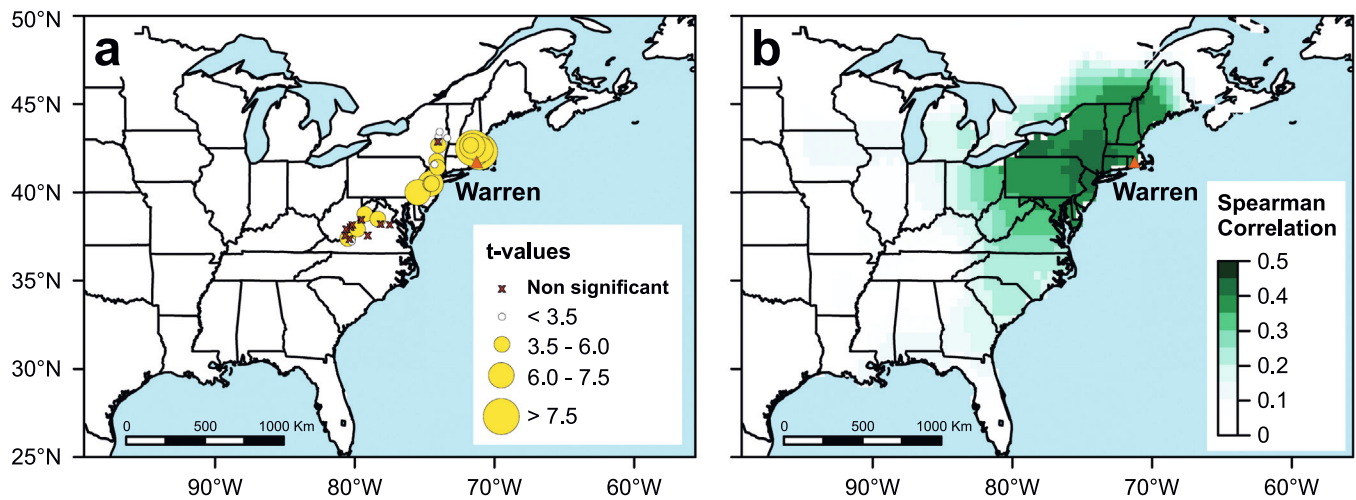 a
b
50°N
45°N
40°N
35°N
30°N
25°N
Warren
t-values
Non significant
< 3.5
3.5 - 6.0
6.0 - 7.5
> 7.5
0 500 1000 Km
90°W 80°W 70°W 60°W
Warren
Spearman
Correlation
0.5
0.4
0.3
0.2
0.1
0
0 500 1000 Km
90°W 80°W 70°W 60°W